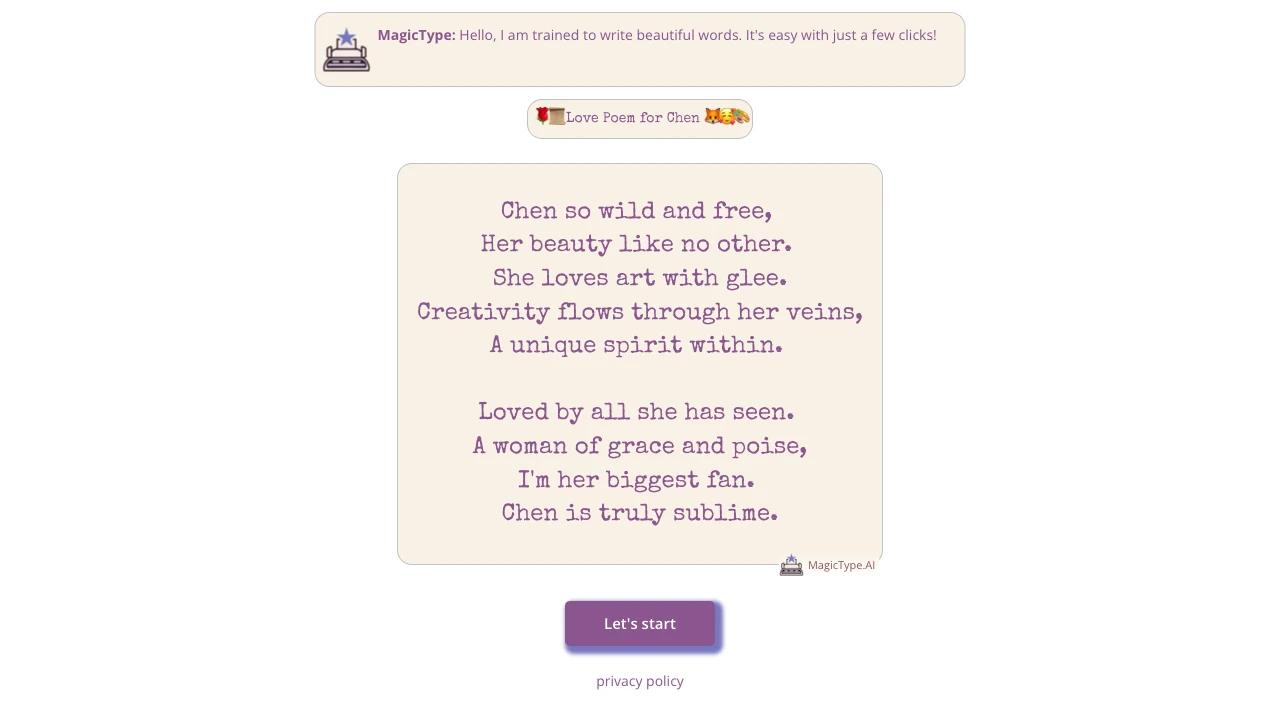 MagicType: Hello, I am trained to write beautiful words. It's easy with just a few clicks!
Love Poem for Chen
Chen so wild and free,
Her beauty like no other.
She loves art with glee.
Creativity flows through her veins,
A unique spirit within.
Loved by all she has seen.
A woman of grace and poise,
I'm her biggest fan.
Chen is truly sublime.
MagicType.AI
Let's start
privacy policy